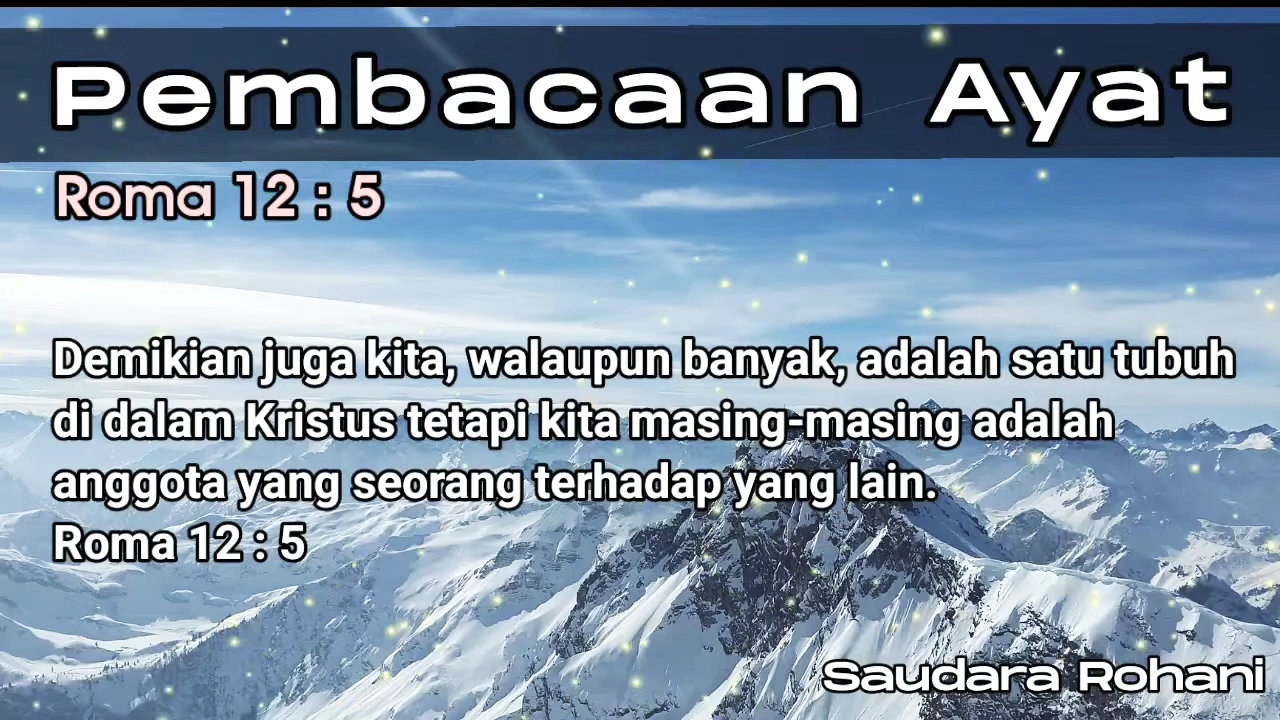 Pembacaan Ayat
Roma 12 : 5
Demikian juga kita, walaupun banyak, adalah satu tubuh
di dalam Kristus tetapi kita masing-masing adalah
anggota yang seorang terhadap yang lain.
Roma 12 : 5
Saudara Rohani